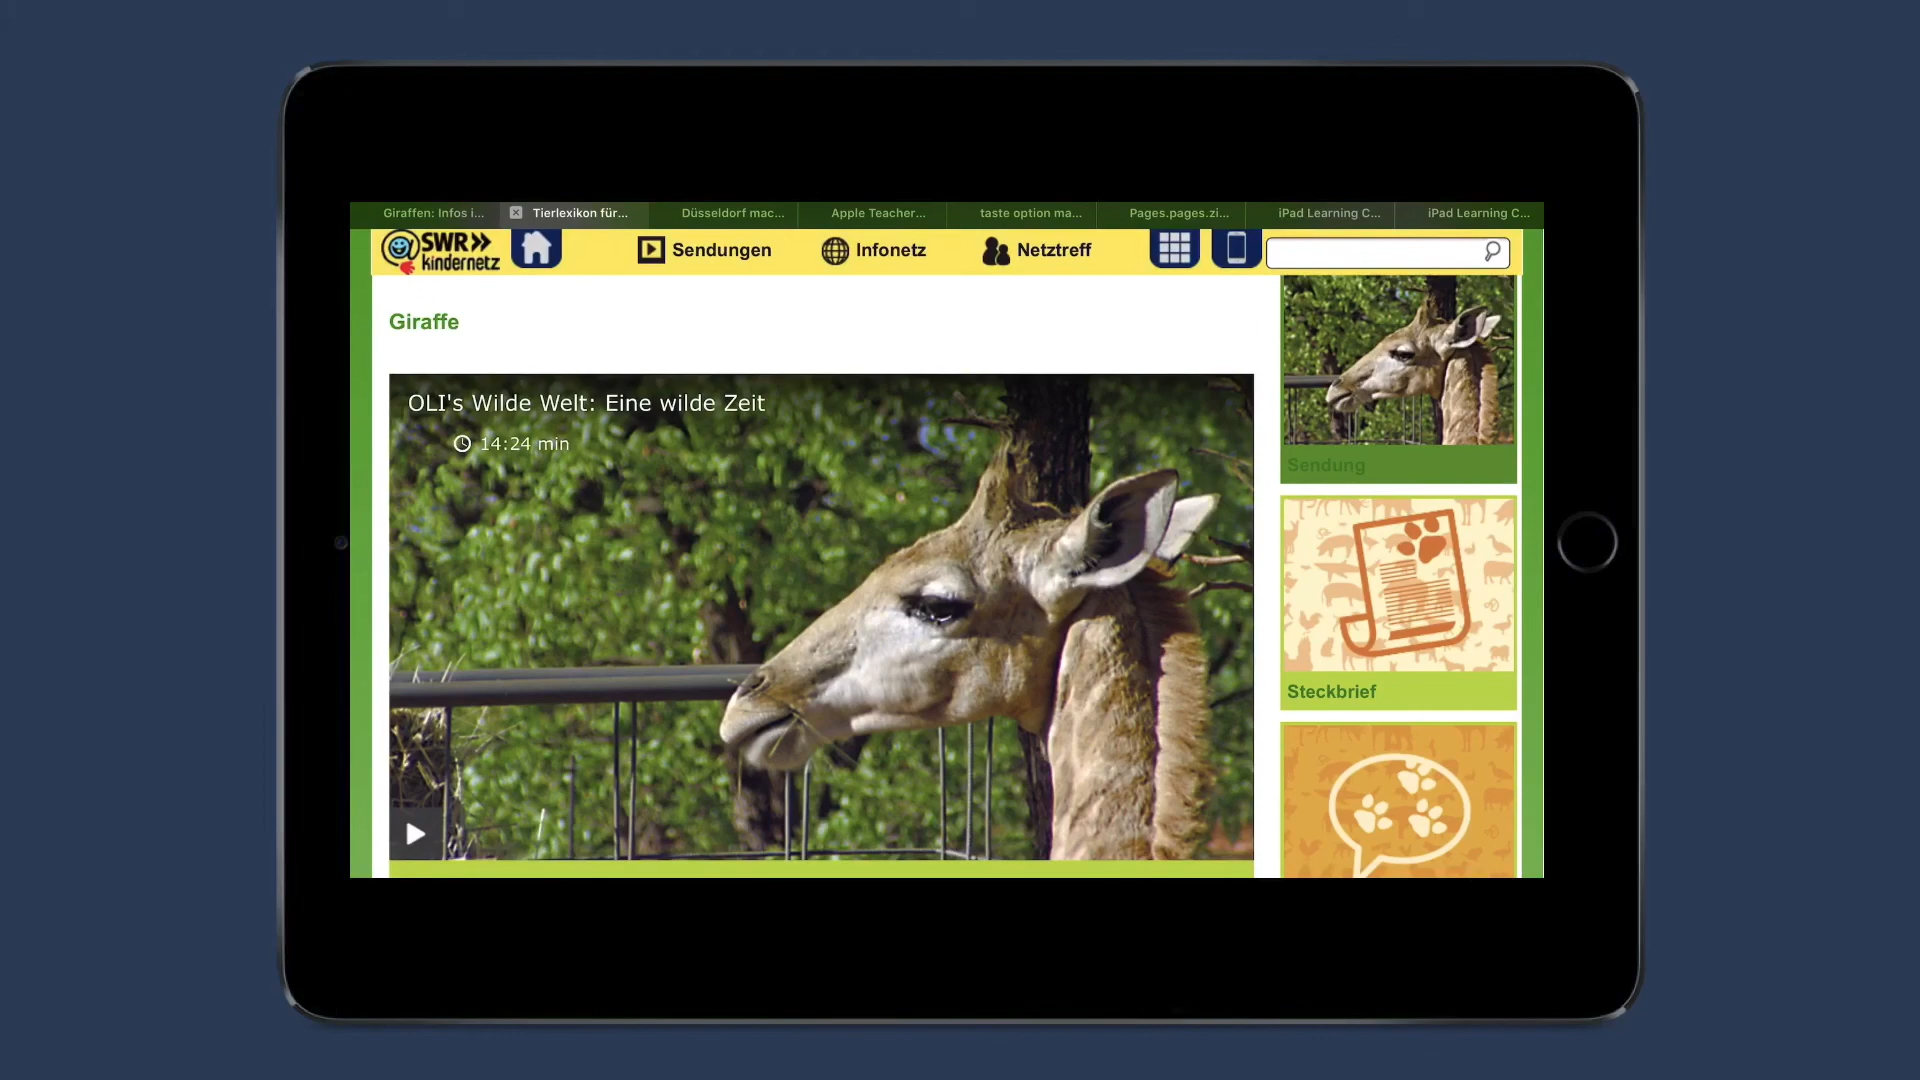 Giraffen: Infos i...
Tierlexikon für...
Düsseldorf mac...
Apple Teacher...
taste option ma...
Pages.pages.zi...
iPad Learning C...
iPad Learning C...
SWR»
kindernetz
Sendungen
Infonetz
Netztreff
Giraffe
OLI's Wilde Welt: Eine wilde Zeit
14:24 min
Sendung
Steckbrief